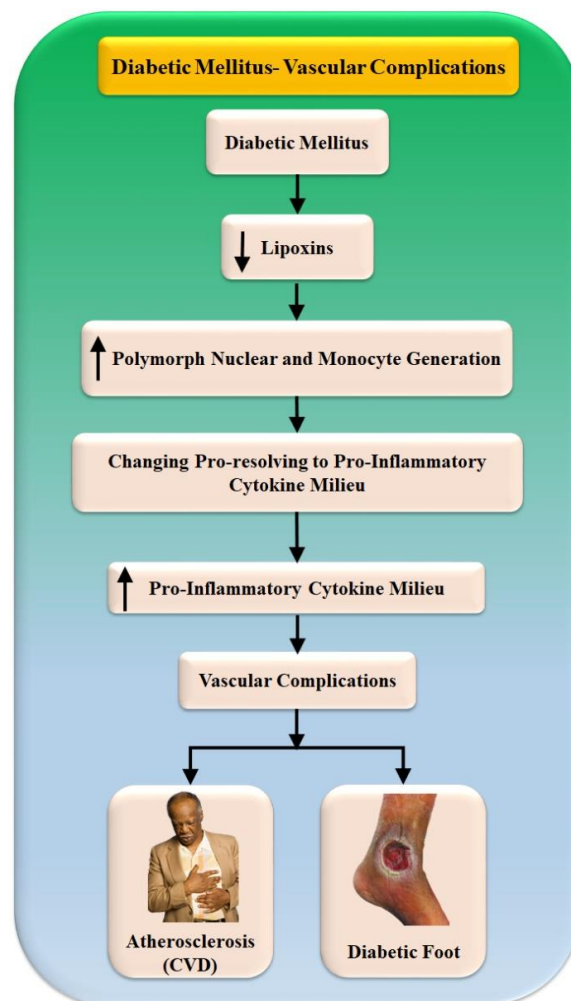 Diabetic Mellitus- Vascular Complications
Diabetic Mellitus
Lipoxins
Polymorph Nuclear and Monocyte Generation
Changing Pro-resolving to Pro-Inflammatory
Cytokine Milieu
Pro-Inflammatory Cytokine Milieu
Vascular Complications
Atherosclerosis
(CVD)
Diabetic Foot